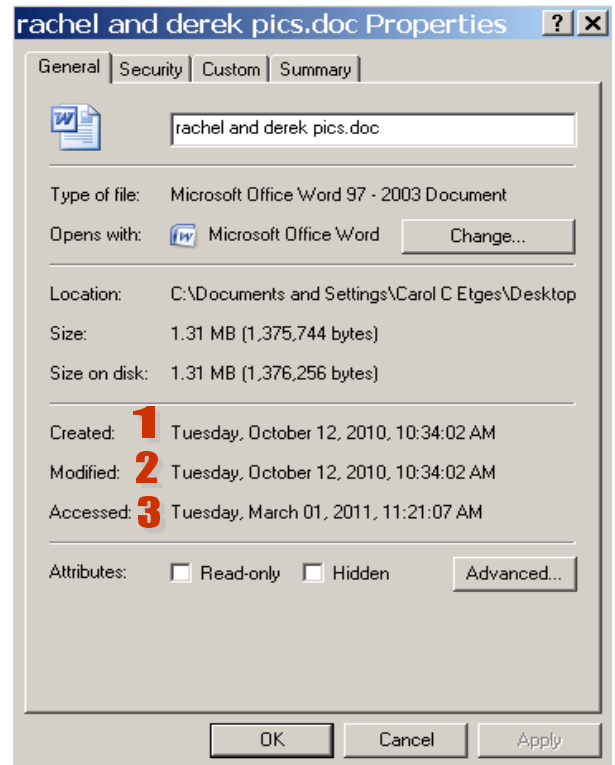 rachel and derek pics.doc Properties ? ×
General Security Custom Summary
rachel and derek pics.doc
Type of file: Microsoft Office Word 97 - 2003 Document
Opens with: Microsoft Office Word Change...
Location: C:\Documents and Settings\Carol C Etges\Desktop
Size: 1.31 MB (1,375,744 bytes)
Size on disk: 1.31 MB (1,376,256 bytes)
Created: 1 Tuesday, October 12, 2010, 10:34:02 AM
Modified: 2 Tuesday, October 12, 2010, 10:34:02 AM
Accessed: 3 Tuesday, March 01, 2011, 11:21:07 AM
Attributes: Read-only Hidden Advanced...
OK Cancel Apply